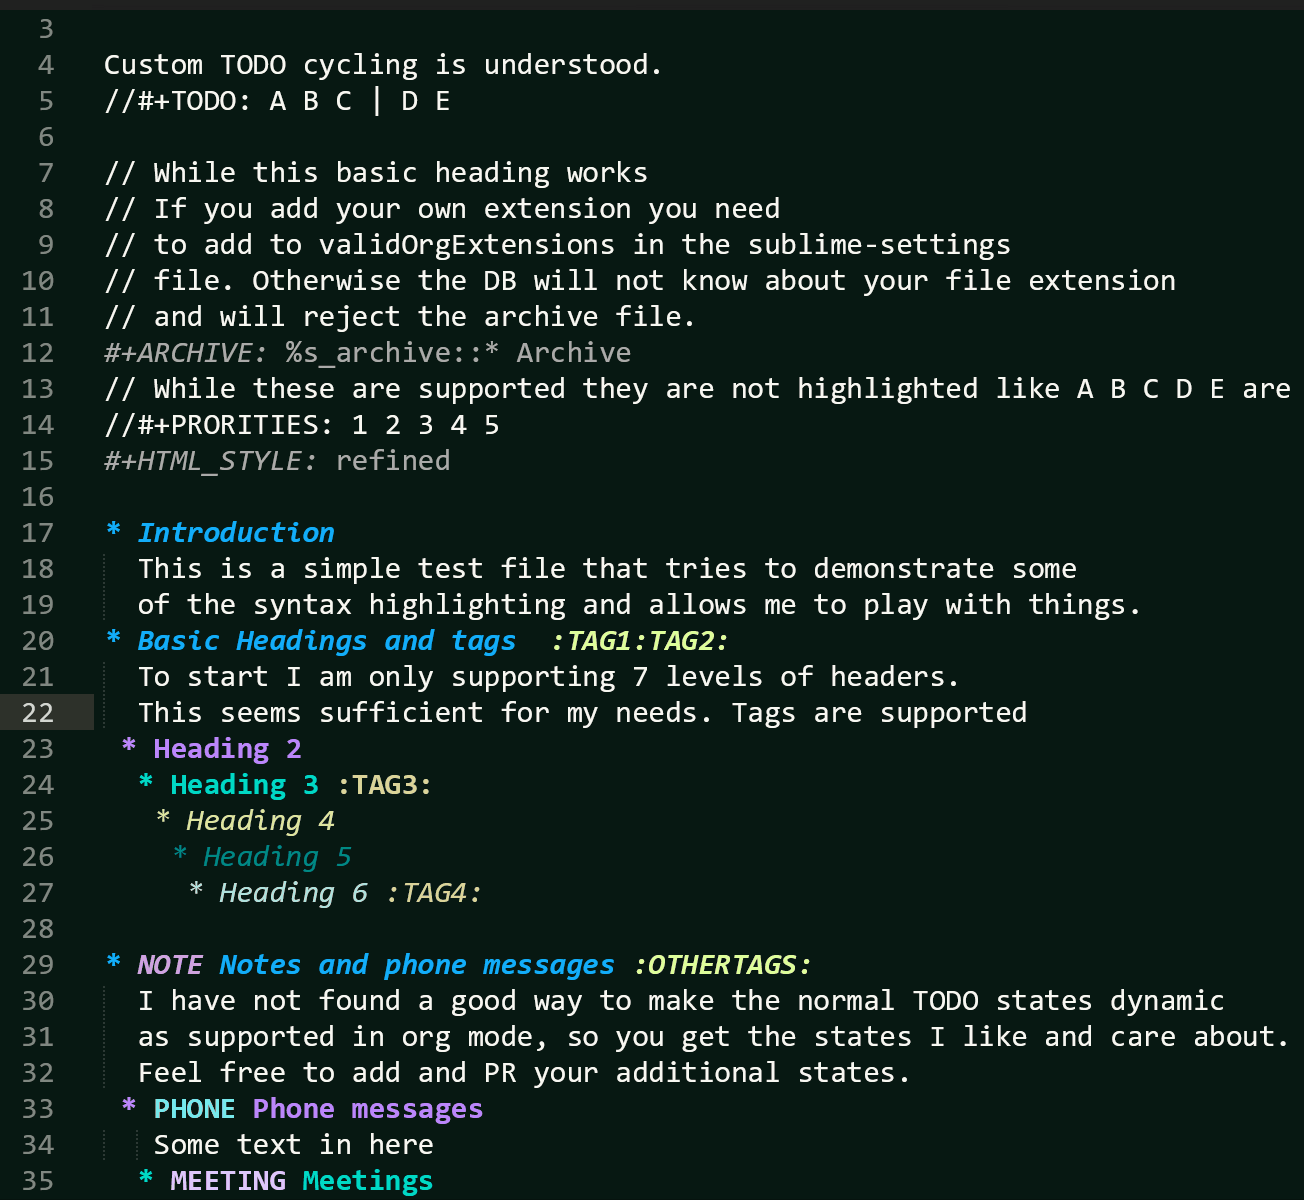 3
4 Custom TODO cycling is understood.
5 //#+TODO: A B C | D E
6
7 // While this basic heading works
8 // If you add your own extension you need
9 // to add to validOrgExtensions in the sublime-settings
10 // file. Otherwise the DB will not know about your file extension
11 // and will reject the archive file.
12 #+ARCHIVE: %s_archive::* Archive
13 // While these are supported they are not highlighted like A B C D E are
14 //#+PRORITIES: 1 2 3 4 5
15 #+HTML_STYLE: refined
16
17 * Introduction
18 This is a simple test file that tries to demonstrate some
19 of the syntax highlighting and allows me to play with things.
20 * Basic Headings and tags :TAG1:TAG2:
21 To start I am only supporting 7 levels of headers.
22 This seems sufficient for my needs. Tags are supported
23 * Heading 2
24 * Heading 3 :TAG3:
25 * Heading 4
26 * Heading 5
27 * Heading 6 :TAG4:
28
29 * NOTE Notes and phone messages :OTHERTAGS:
30 I have not found a good way to make the normal TODO states dynamic
31 as supported in org mode, so you get the states I like and care about.
32 Feel free to add and PR your additional states.
33 * PHONE Phone messages
34 Some text in here
35 * MEETING Meetings